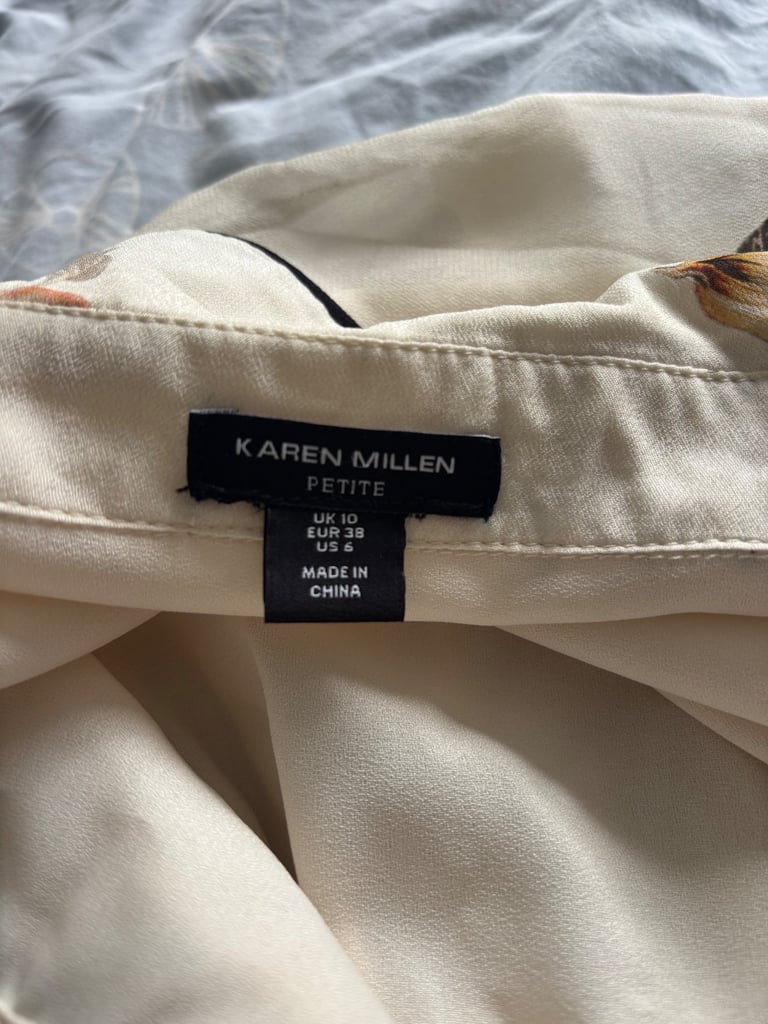 KAREN MILLEN
PETITE
UK 10
EUR 38
US 6
MADE IN
CHINA